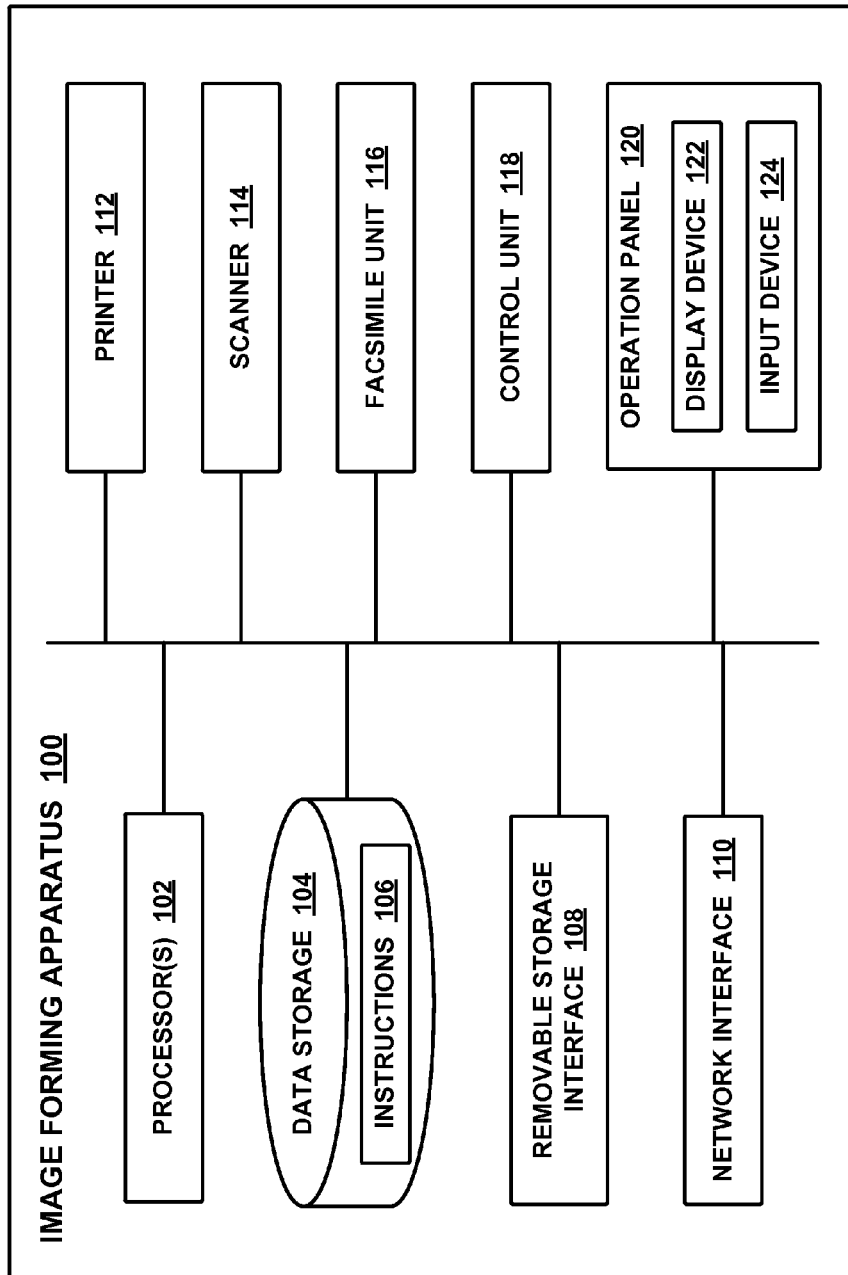 IMAGE FORMING APPARATUS 100
PROCESSOR(S) 102
DATA STORAGE 104
INSTRUCTIONS 106
REMOVABLE STORAGE
INTERFACE 108
NETWORK INTERFACE 110
PRINTER 112
SCANNER 114
FACSIMILE UNIT 116
CONTROL UNIT 118
OPERATION PANEL 120
DISPLAY DEVICE 122
INPUT DEVICE 124